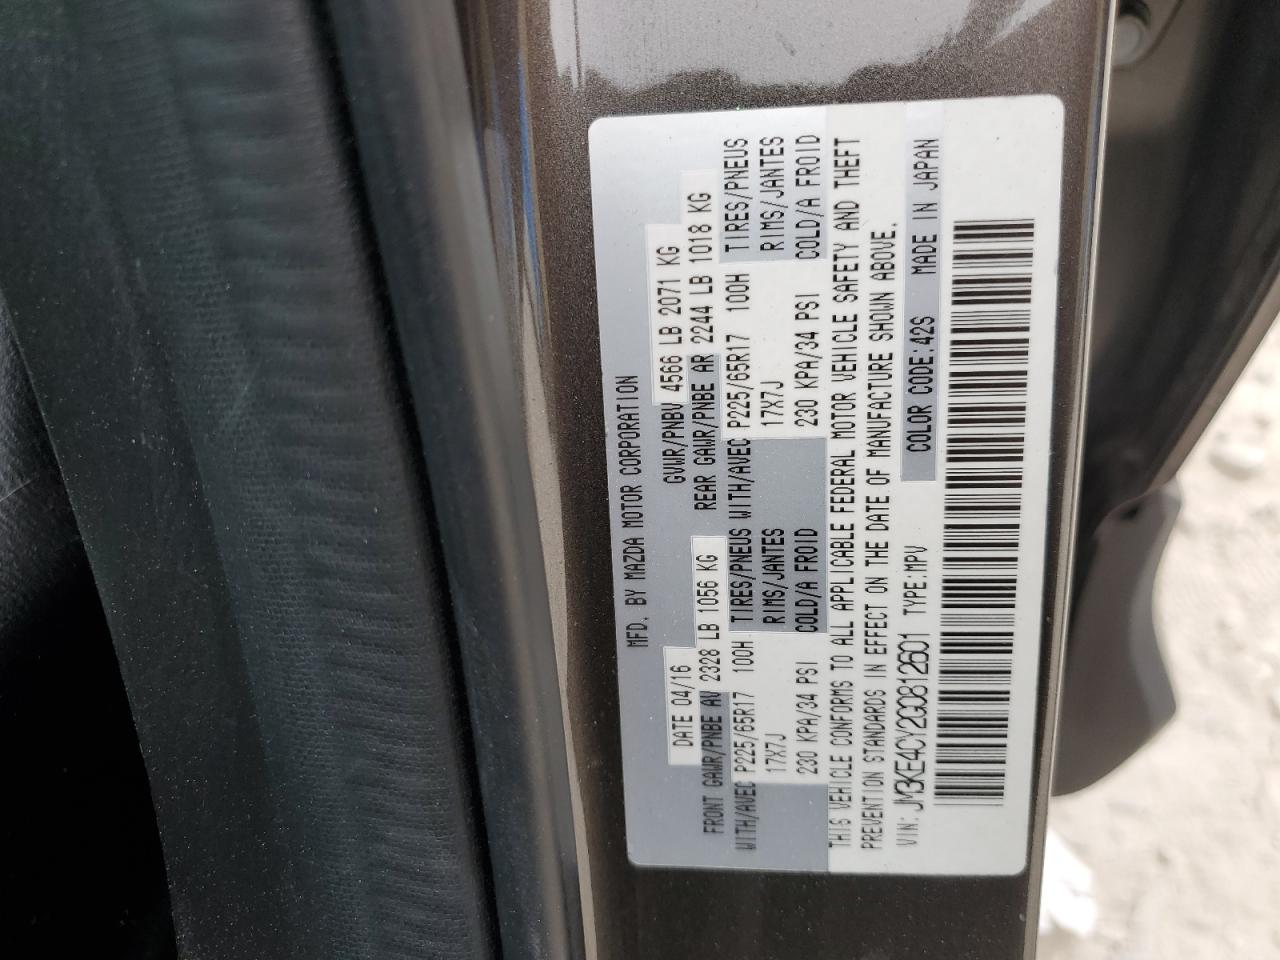 MFD. BY MAZDA MOTOR CORPORATION
DATE 04/16 GVWR/PNBV 4566 LB 2071 KG
FRONT GAWR/PNBE AV 2328 LB 1056 KG REAR GAWR/PNBE AR 2244 LB 1018 KG
WITH/AVEC P225/65R17 100H TIRES/PNEUS WITH/AVEC P225/65R17 100H TIRES/PNEUS
17X7J RIMS/JANTES 17X7J RIMS/JANTES
230 KPA/34 PSI COLD/A FROID 230 KPA/34 PSI COLD/A FROID
THIS VEHICLE CONFORMS TO ALL APPLICABLE FEDERAL MOTOR VEHICLE SAFETY AND THEFT
PREVENTION STANDARDS IN EFFECT ON THE DATE OF MANUFACTURE SHOWN ABOVE.
VIN: JM3KE4CY2G0812601 TYPE:MPV COLOR CODE:42S MADE IN JAPAN